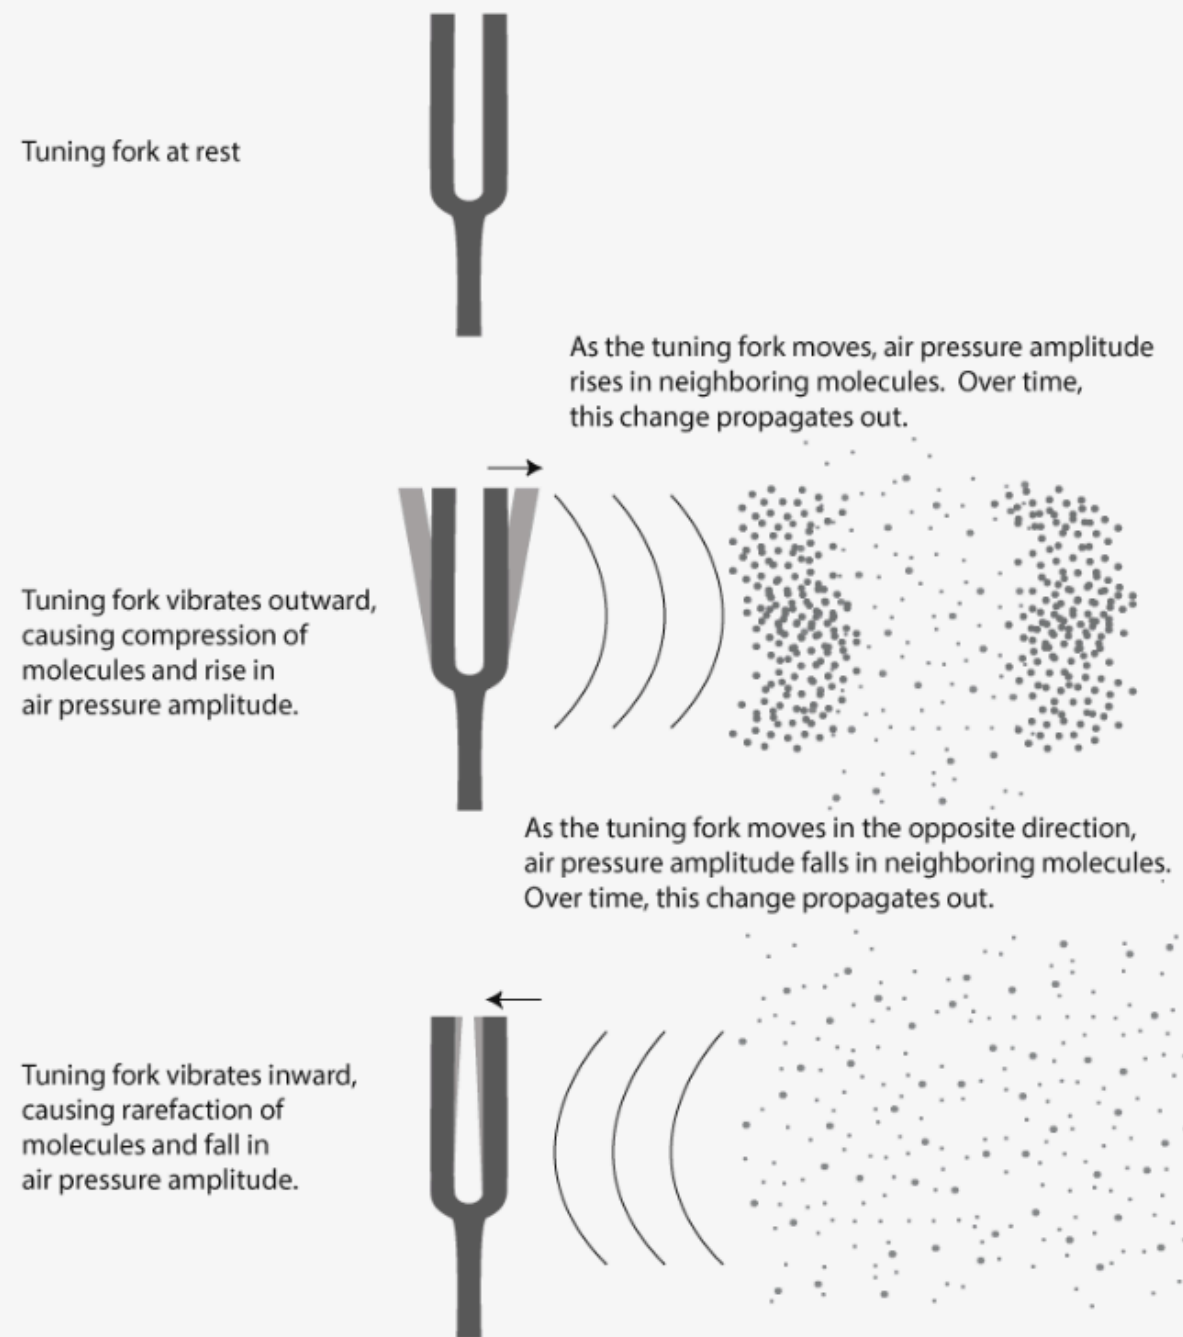 Tuning fork at rest
As the tuning fork moves, air pressure amplitude
rises in neighboring molecules.  Over time,
this change propagates out.
Tuning fork vibrates outward,
causing compression of
molecules and rise in
air pressure amplitude.
As the tuning fork moves in the opposite direction,
air pressure amplitude falls in neighboring molecules.
Over time, this change propagates out.
Tuning fork vibrates inward,
causing rarefaction of
molecules and fall in
air pressure amplitude.